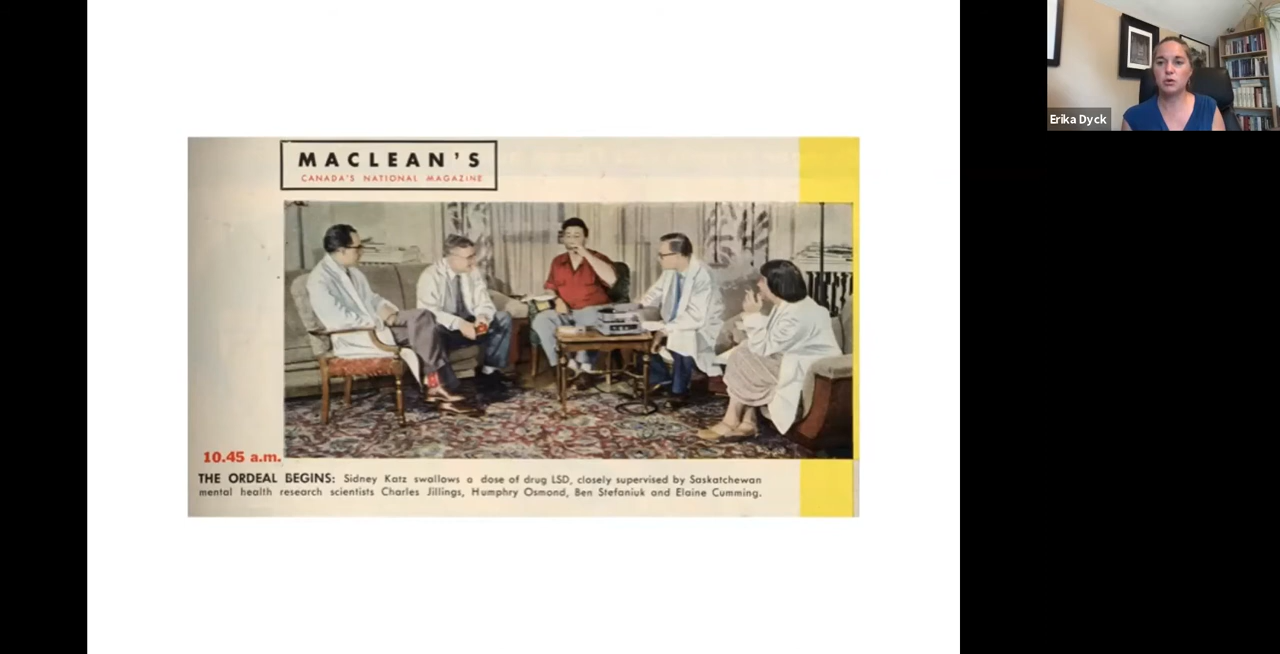 MACLEAN'S
CANADA'S NATIONAL MAGAZINE
10.45 a.m.
THE ORDEAL BEGINS: Sidney Katz swallows a dose of drug LSD, closely supervised by Saskatchewan
mental health research scientists Charles Jillings, Humphry Osmond, Ben Stefaniuk and Elaine Cumming.
Erika Dyck